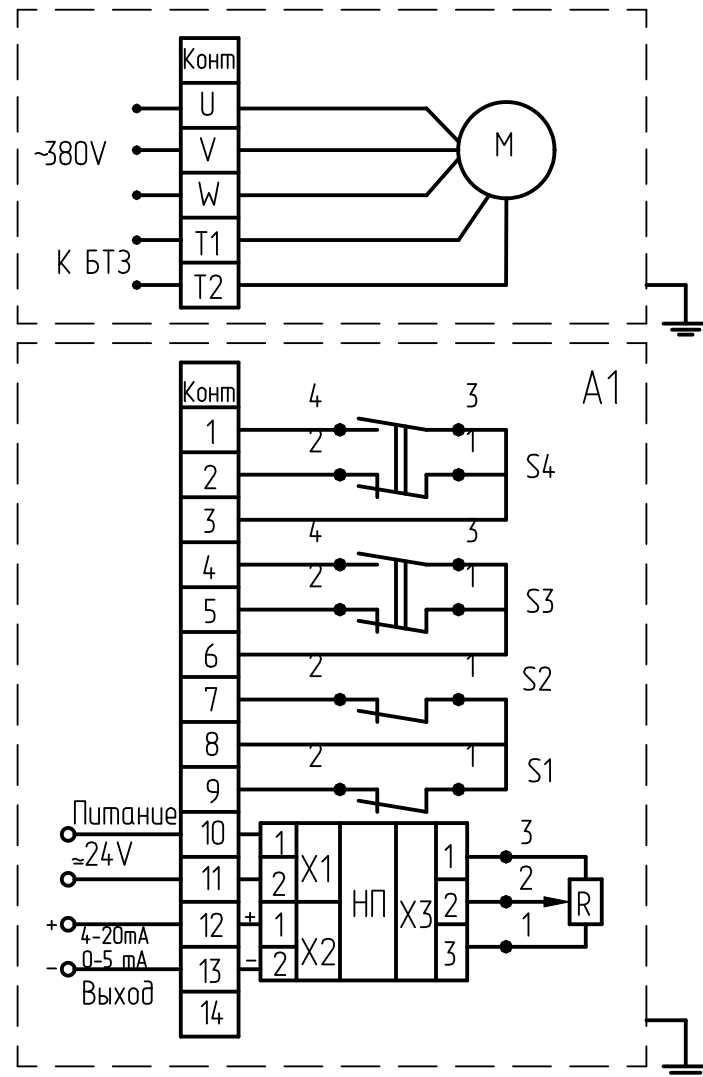 Конт
U
~380V
V
W
T1
К БТЗ
T2
M
A1
Конт
4
3
1
2
1
2
S4
3
4
3
4
2
1
5
S3
6
2
1
S2
7
8
2
1
S1
9
Питание
10
1
X1
≃24V
11
2
+
4-20mA
12
+
1
X2
-
0-5 mA
13
-
2
Выход
14
НП
X3
1
2
3
3
2
1
R